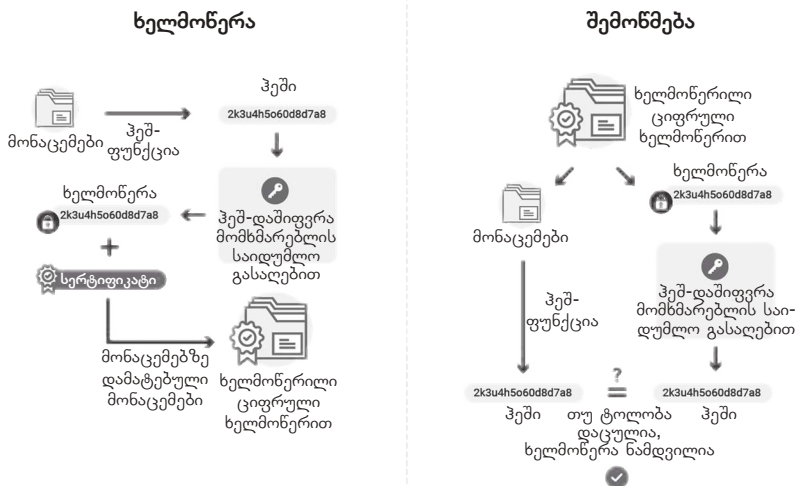 ხელმოწერა
მონაცემები
ჰეშ-
ფუნქცია
ჰეში
2k3u4h5o60d8d7a8
ჰეშ-დაშიფვრა
მომხმარებლის
საიდუმლო
გასაღებით
ხელმოწერა
2k3u4h5o60d8d7a8
+
სერტიფიკატი
მონაცემებზე
დამატებული
მონაცემები
ხელმოწერილი
ციფრული
ხელმოწერით
შემოწმება
ხელმოწერილი
ციფრული
ხელმოწერით
მონაცემები
ხელმოწერა
2k3u4h5o60d8d7a8
ჰეშ-
ფუნქცია
ჰეშ-დაშიფვრა
მომხმარებლის საი-
დუმლო გასაღებით
2k3u4h5o60d8d7a8
ჰეში
?
=
2k3u4h5o60d8d7a8
ჰეში
თუ ტოლობა
დაცულია,
ხელმოწერა ნამდვილია